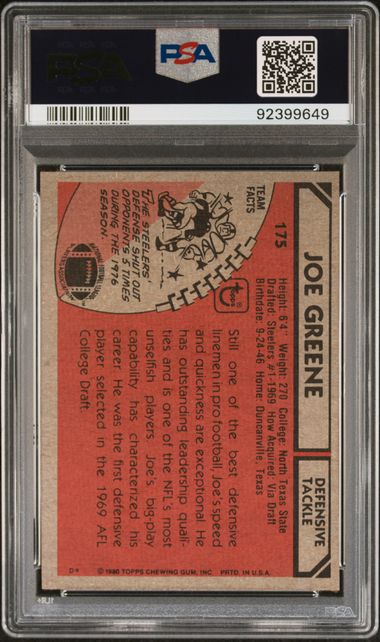 PSA
PSA
92399649
JOE GREENE
DEFENSIVE
TACKLE
175
Height: 6'4" Weight: 270 College: North Texas State
Drafted: Steelers #1-1969 How Acquired: Via Draft
Birthdate: 9-24-46 Home: Duncanville, Texas
TEAM
FACTS
THE STEELERS'
DEFENSE SHUT OUT
OPPONENTS 5 TIMES
DURING THE 1976
SEASON.
TOPPS
Still one of the best defensive
linemen in pro football, Joe's speed
and quickness are exceptional. He
has outstanding leadership quali-
ties and is one of the NFL's most
unselfish players. Joe's big-play
capability has characterized his
career. He was the first defensive
player selected in the 1969 AFL
College Draft.
D*
© 1980 TOPPS CHEWING GUM, INC. PRTD. IN U.S.A.